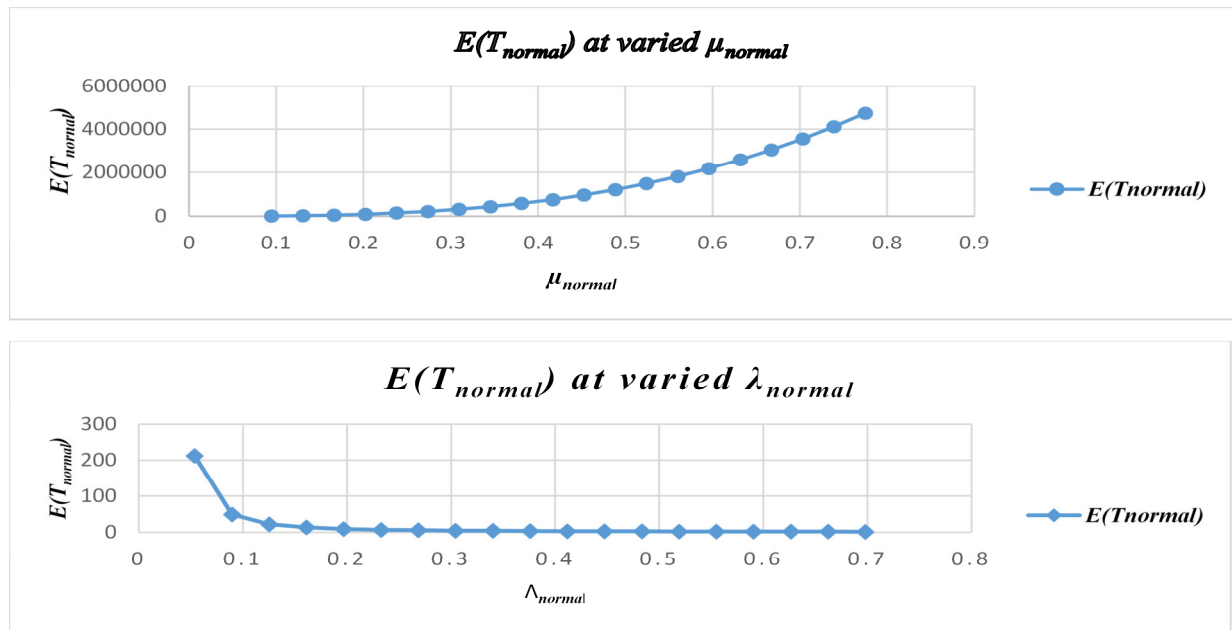 E(Tnormal) at varied μnormal
6000000
4000000
2000000
0
E(Tnormal)
0 0.1 0.2 0.3 0.4 0.5 0.6 0.7 0.8 0.9
μnormal
E(Tnormal)
E(Tnormal) at varied λnormal
300
200
100
0
E(Tnormal)
0 0.1 0.2 0.3 0.4 0.5 0.6 0.7 0.8
Λnormal
E(Tnormal)